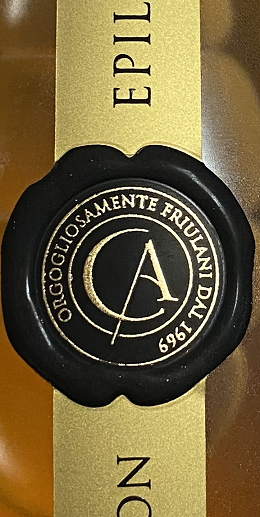 EPIL
ORGOGLIOSAMENTE FRIULANI DAL 1969
CA
ON